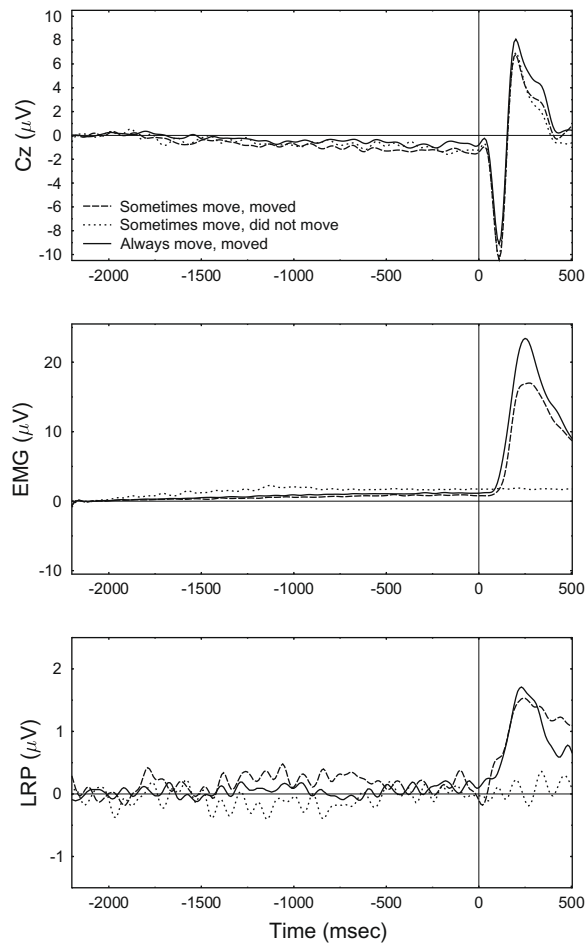 10
8
6
4
2
0
-2
-4
-6
-8
-10
Cz (μV)
Sometimes move, moved
Sometimes move, did not move
Always move, moved
-2000 -1500 -1000 -500 0 500
20
10
0
-10
EMG (μV)
-2000 -1500 -1000 -500 0 500
2
1
0
-1
LRP (μV)
-2000 -1500 -1000 -500 0 500
Time (msec)